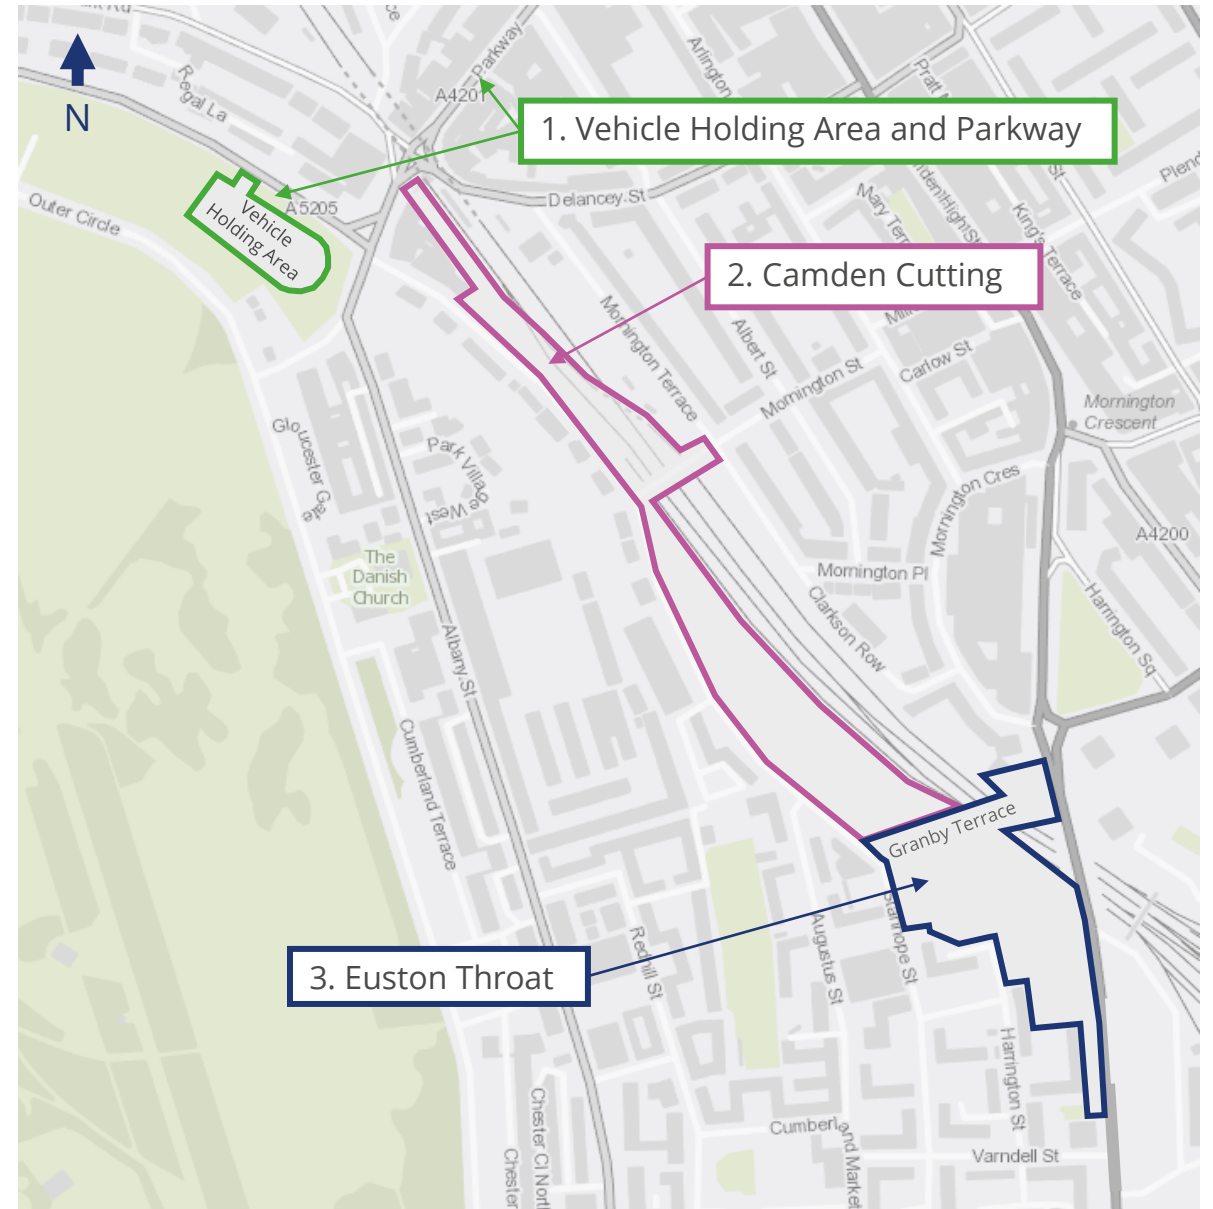 Parkway
A4201
Arlington
Regal La
N
1. Vehicle Holding Area and Parkway
Delancey St
Outer Circle
A5205
Vehicle
Holding Area
St
King's Terrace
2. Camden Cutting
Mornington Terrace
Albert St
Mornington St
Carlow St
Mornington
Crescent
Gloucester Gate
Park Village
West
Mornington Cres
A4200
The
Danish
Church
Mornington Pl
Clarkson Row
Harrington Sq
Albany St
Cumberland Terrace
Granby Terrace
3. Euston Throat
Redhill St
Augustus St
Stanhope St
Harrington St
Chester Cl North
Chester
Cumberland Market
Varndell St